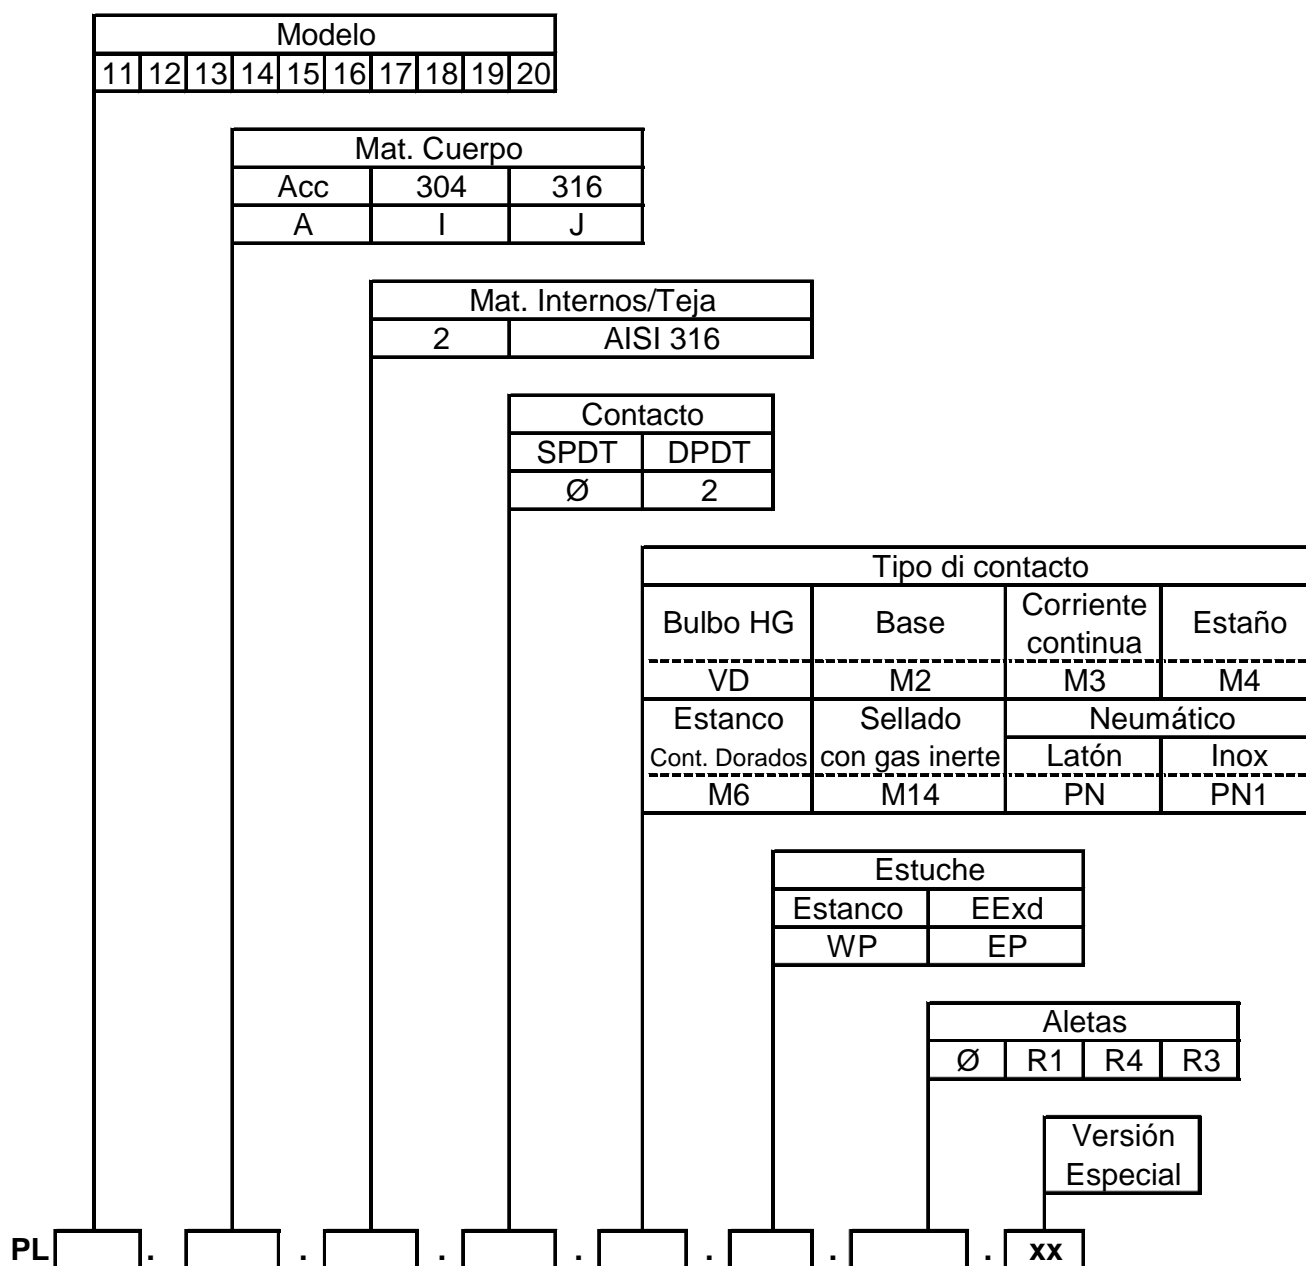 Modelo
11 12 13 14 15 16 17 18 19 20
Mat. Cuerpo
Acc 304 316
A I J
Mat. Internos/Teja
2 AISI 316
Contacto
SPDT DPDT
Ø 2
Tipo di contacto
Bulbo HG Base Corriente continua Estaño
VD M2 M3 M4
Estanco Sellado Neumático
Cont. Dorados con gas inerte Latón Inox
M6 M14 PN PN1
Estuche
Estanco EExd
WP EP
Aletas
Ø R1 R4 R3
Versión
Especial
PL . . . . . . . xx